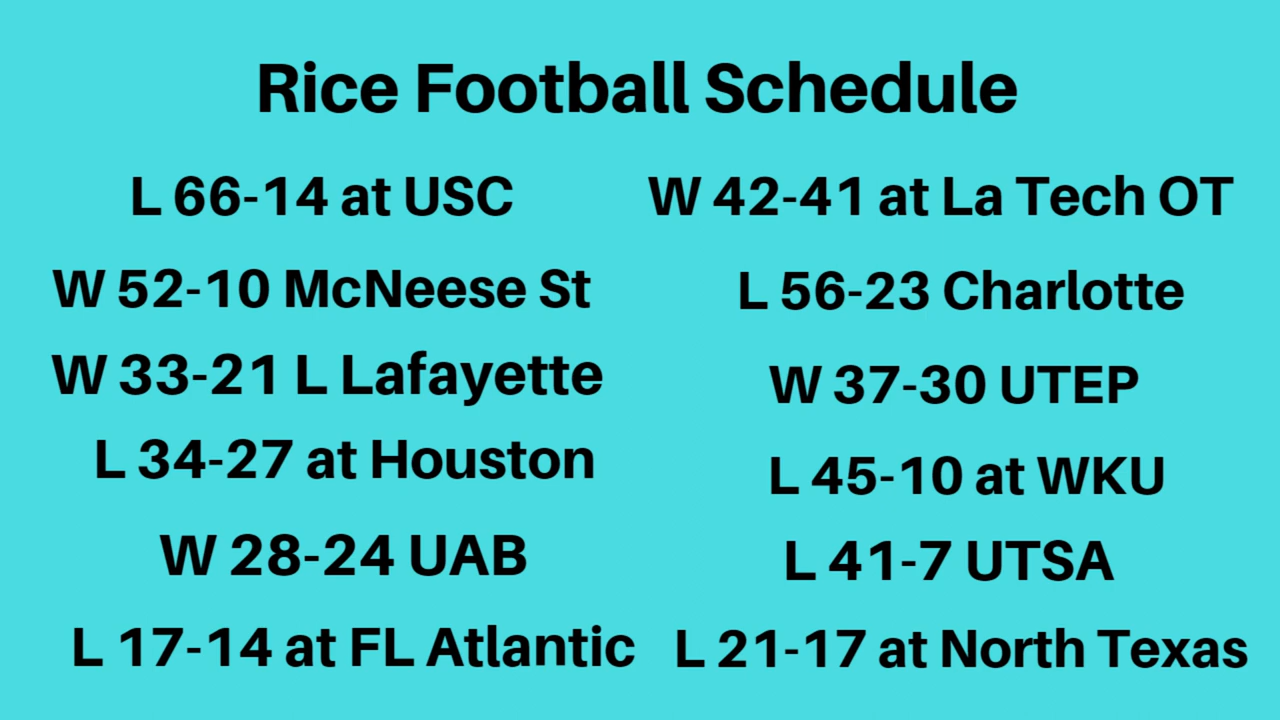 Rice Football Schedule
L 66-14 at USC
W 52-10 McNeese St
W 33-21 L Lafayette
L 34-27 at Houston
W 28-24 UAB
L 17-14 at FL Atlantic
W 42-41 at La Tech OT
L 56-23 Charlotte
W 37-30 UTEP
L 45-10 at WKU
L 41-7 UTSA
L 21-17 at North Texas